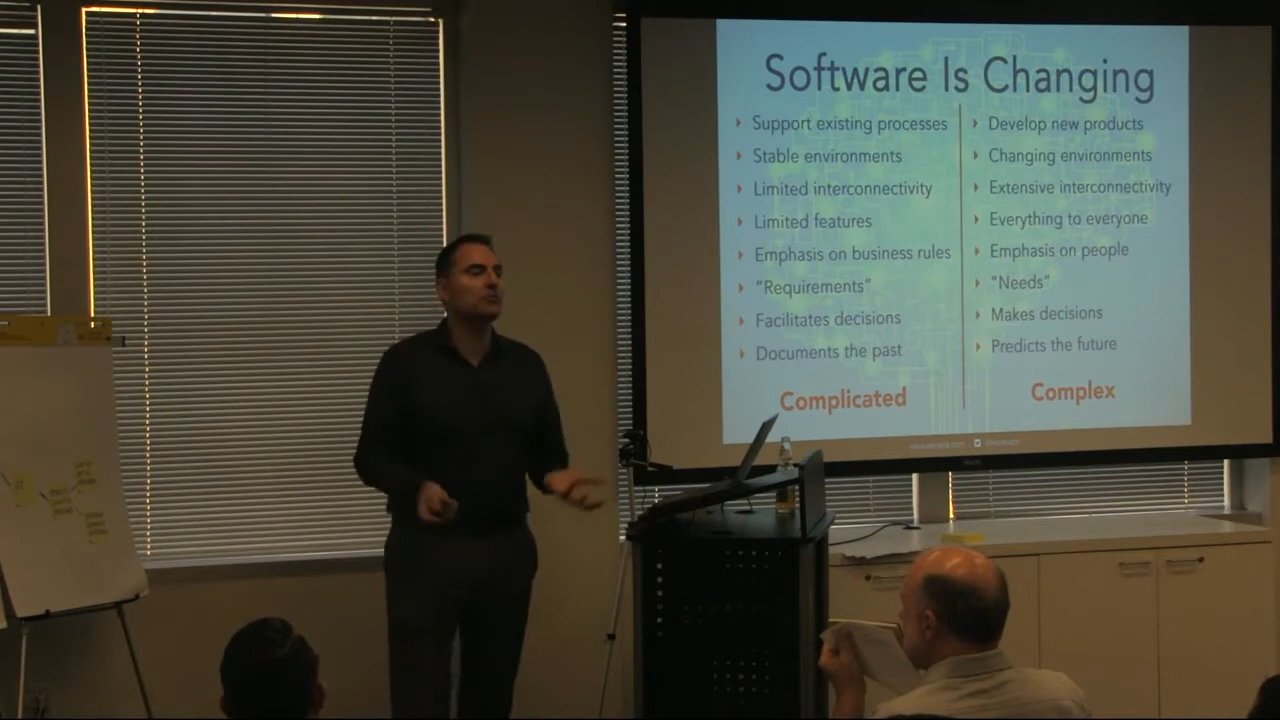 Software Is Changing
Support existing processes
Stable environments
Limited interconnectivity
Limited features
Emphasis on business rules
"Requirements"
Facilitates decisions
Documents the past
Complicated
Develop new products
Changing environments
Extensive interconnectivity
Everything to everyone
Emphasis on people
"Needs"
Makes decisions
Predicts the future
Complex